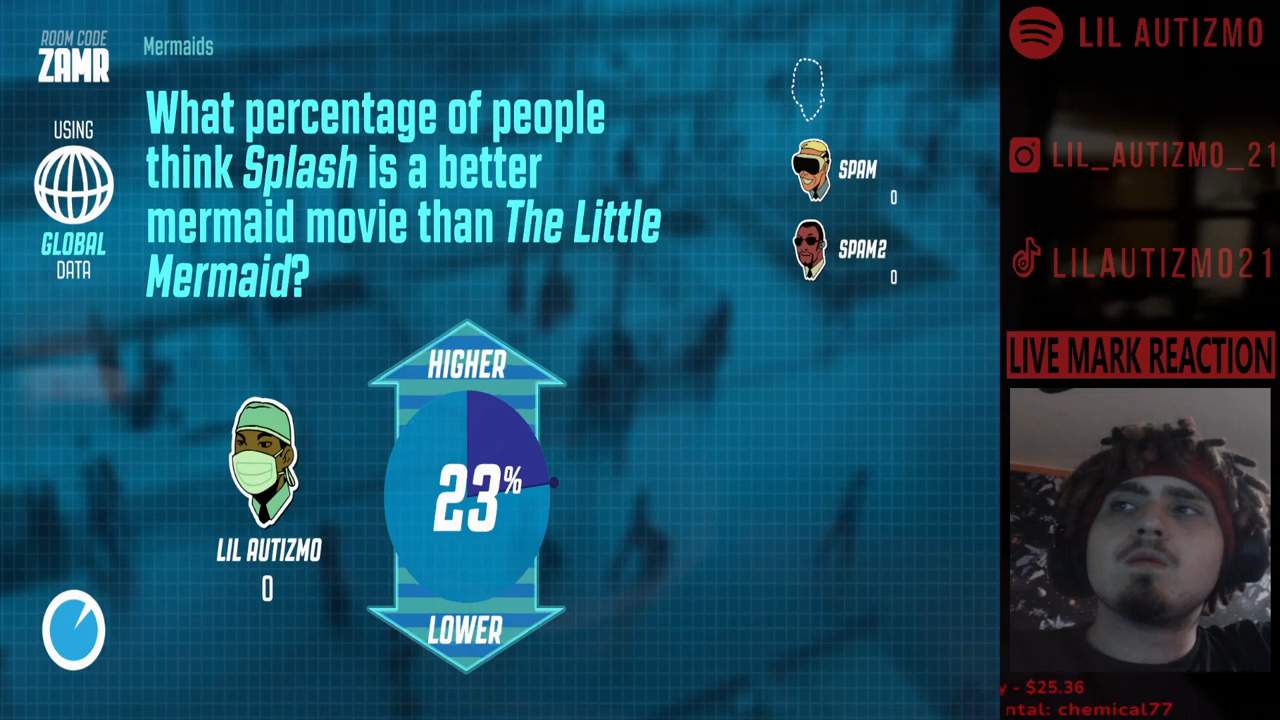 ROOM CODE
ZAMR
USING
GLOBAL
DATA
Mermaids
What percentage of people
think Splash is a better
mermaid movie than The Little
Mermaid?
SPAM
0
SPAM2
0
HIGHER
23%
LOWER
LIL AUTIZMO
0
LIL AUTIZMO
LIL_AUTIZMO_21
LILAUTIZMO21
LIVE MARK REACTION
y - $25.36
ntal: chemical77